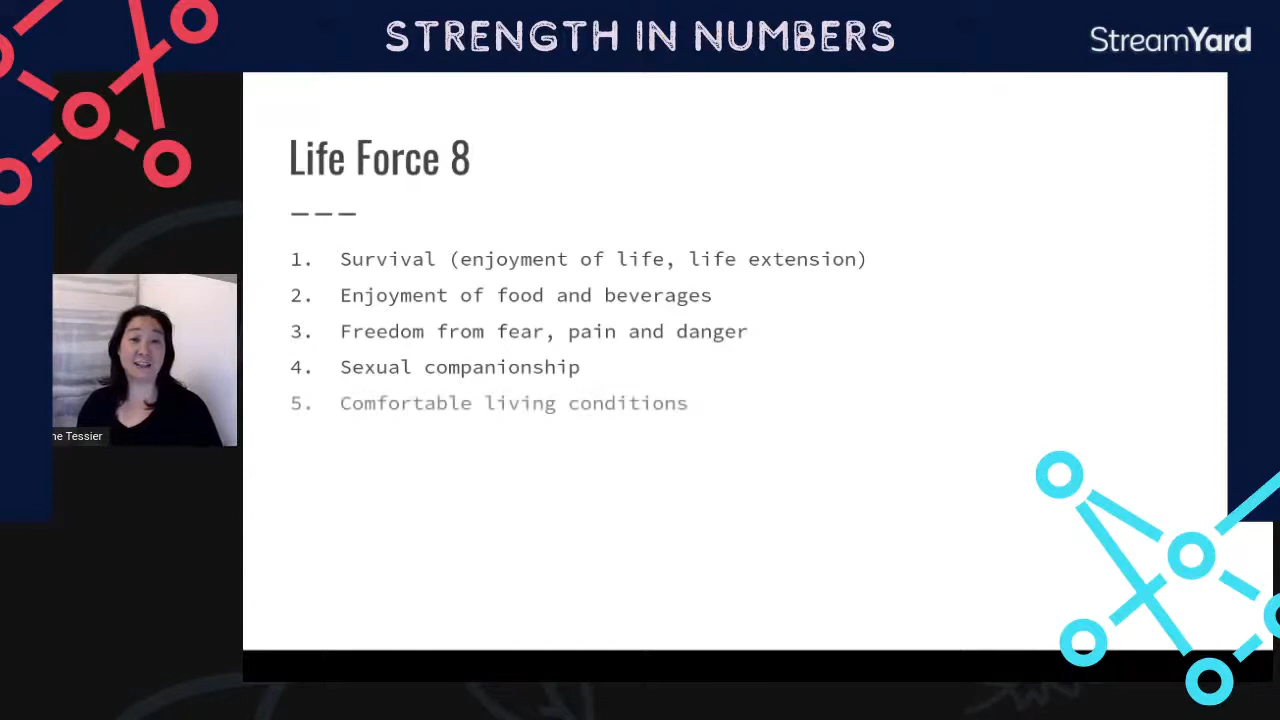 STRENGTH IN NUMBERS
StreamYard
Life Force 8
———
1. Survival (enjoyment of life, life extension)
2. Enjoyment of food and beverages
3. Freedom from fear, pain and danger
4. Sexual companionship
5. Comfortable living conditions
ne Tessier